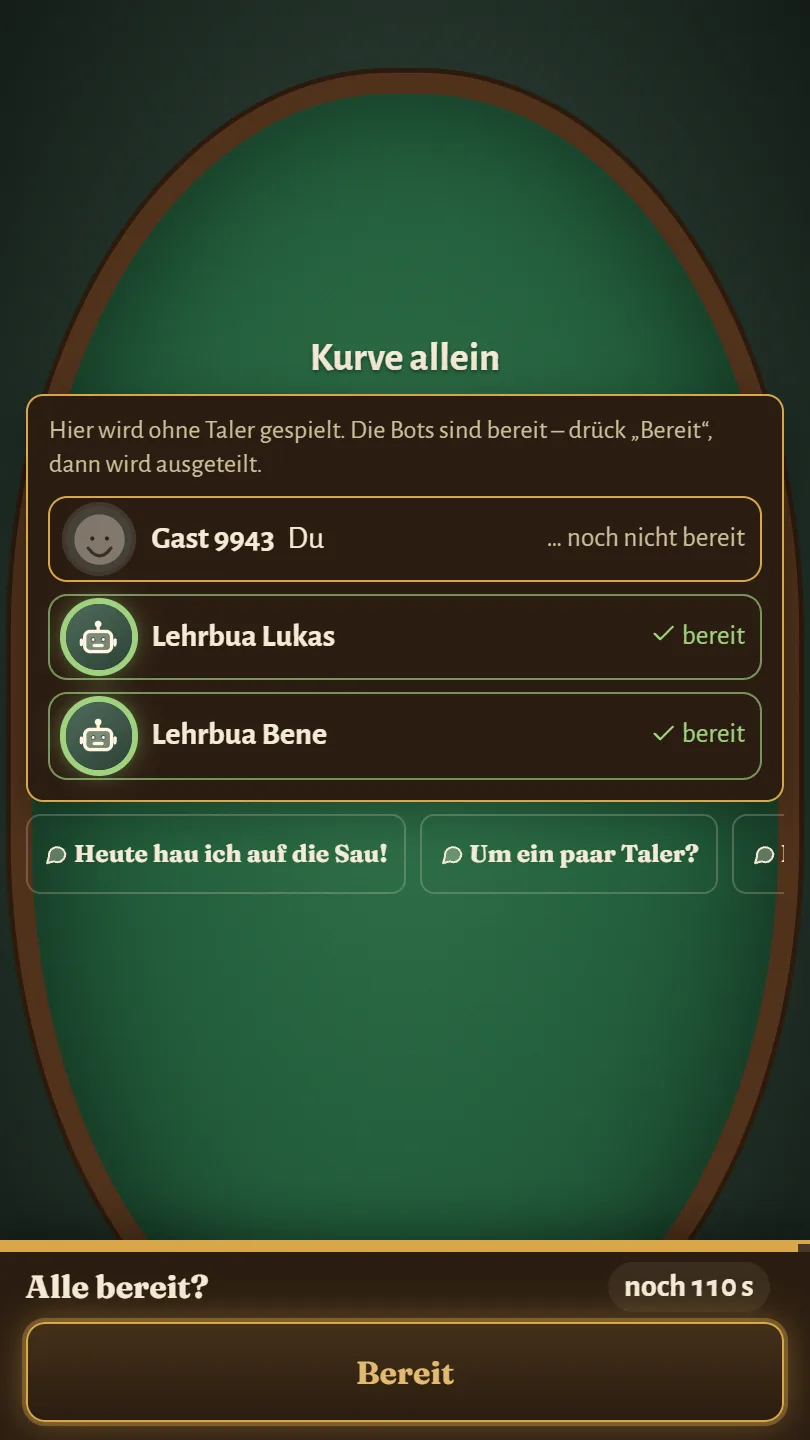 Kurve allein
Hier wird ohne Taler gespielt. Die Bots sind bereit – drück „Bereit“,
dann wird ausgeteilt.
Gast 9943 Du ... noch nicht bereit
Lehrbua Lukas ✓ bereit
Lehrbua Bene ✓ bereit
Heute hau ich auf die Sau! Um ein paar Taler?
Alle bereit? noch 110 s
Bereit